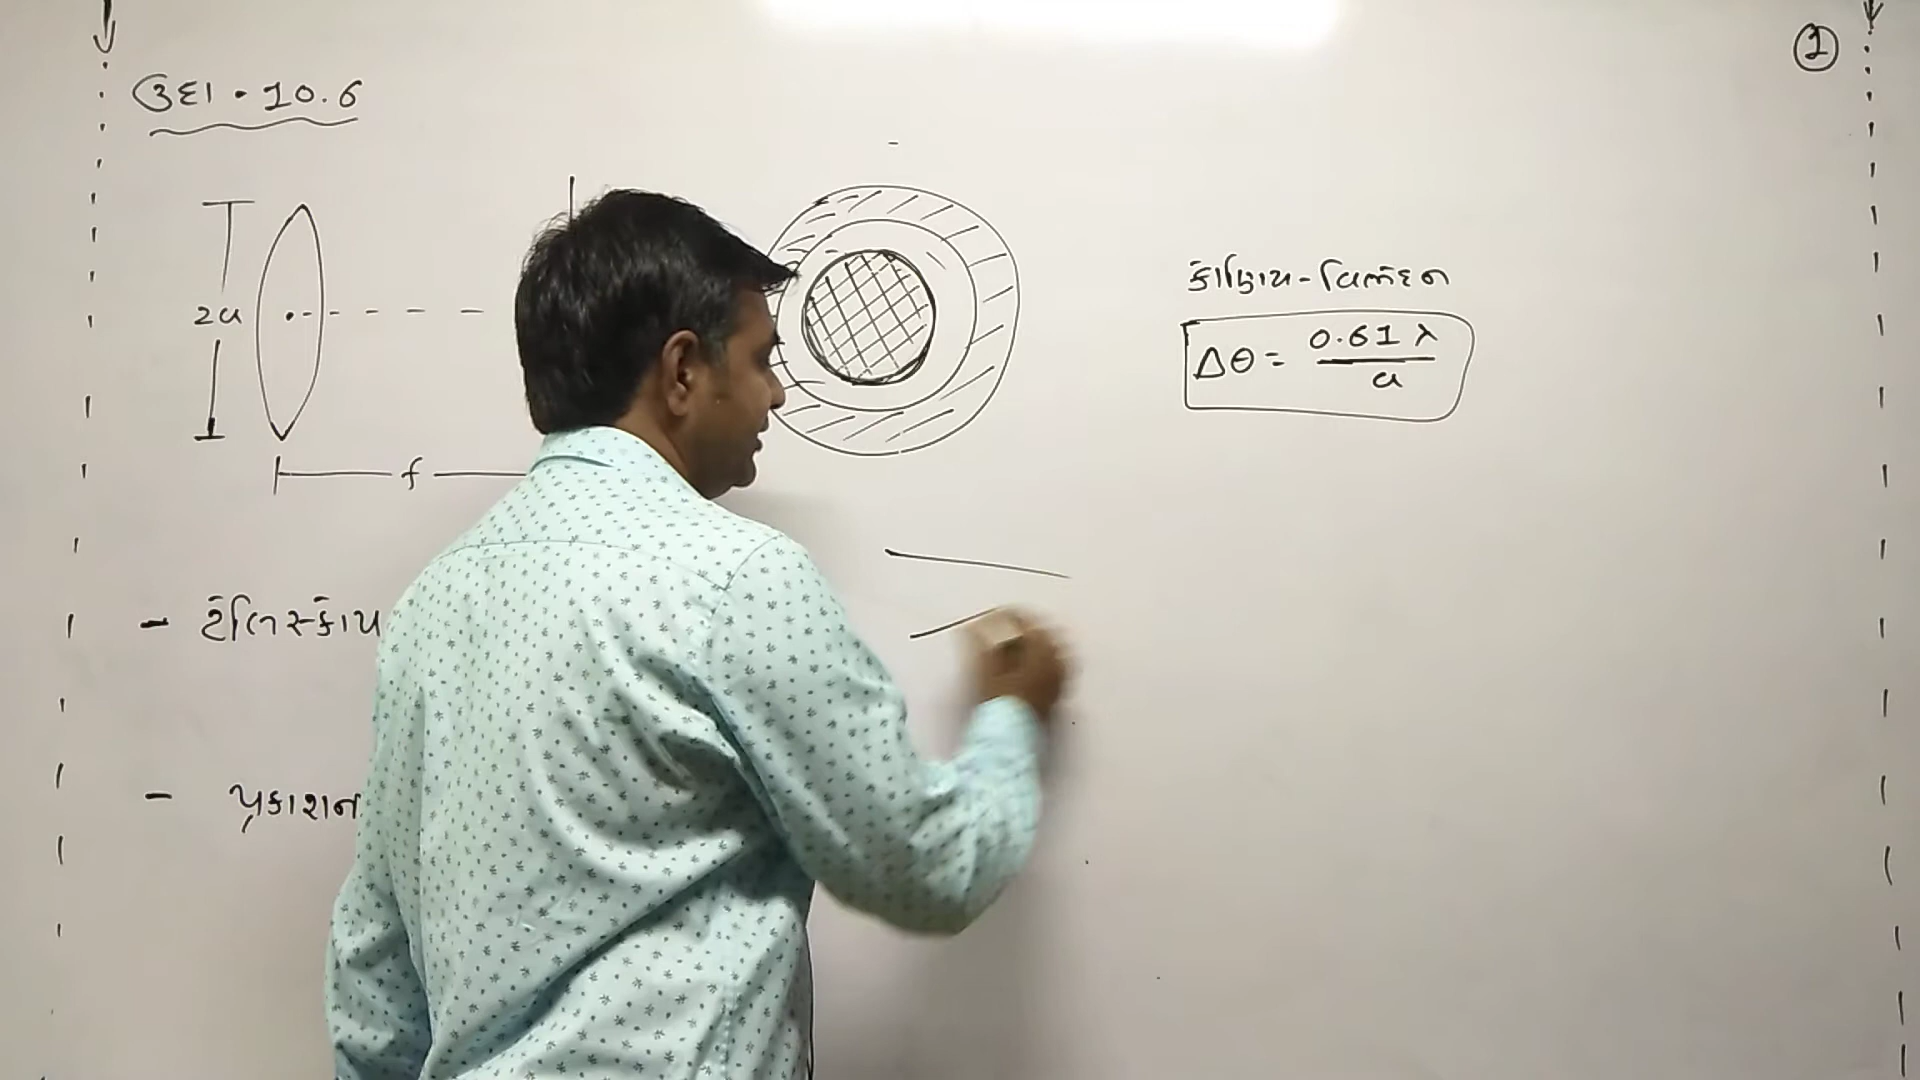 ઉદા. 10.6
1
2a
f
કોણિય-વિભેદન
Δθ = 0.61 λ / a
- ટેલિસ્કોપ
- પ્રકાશના